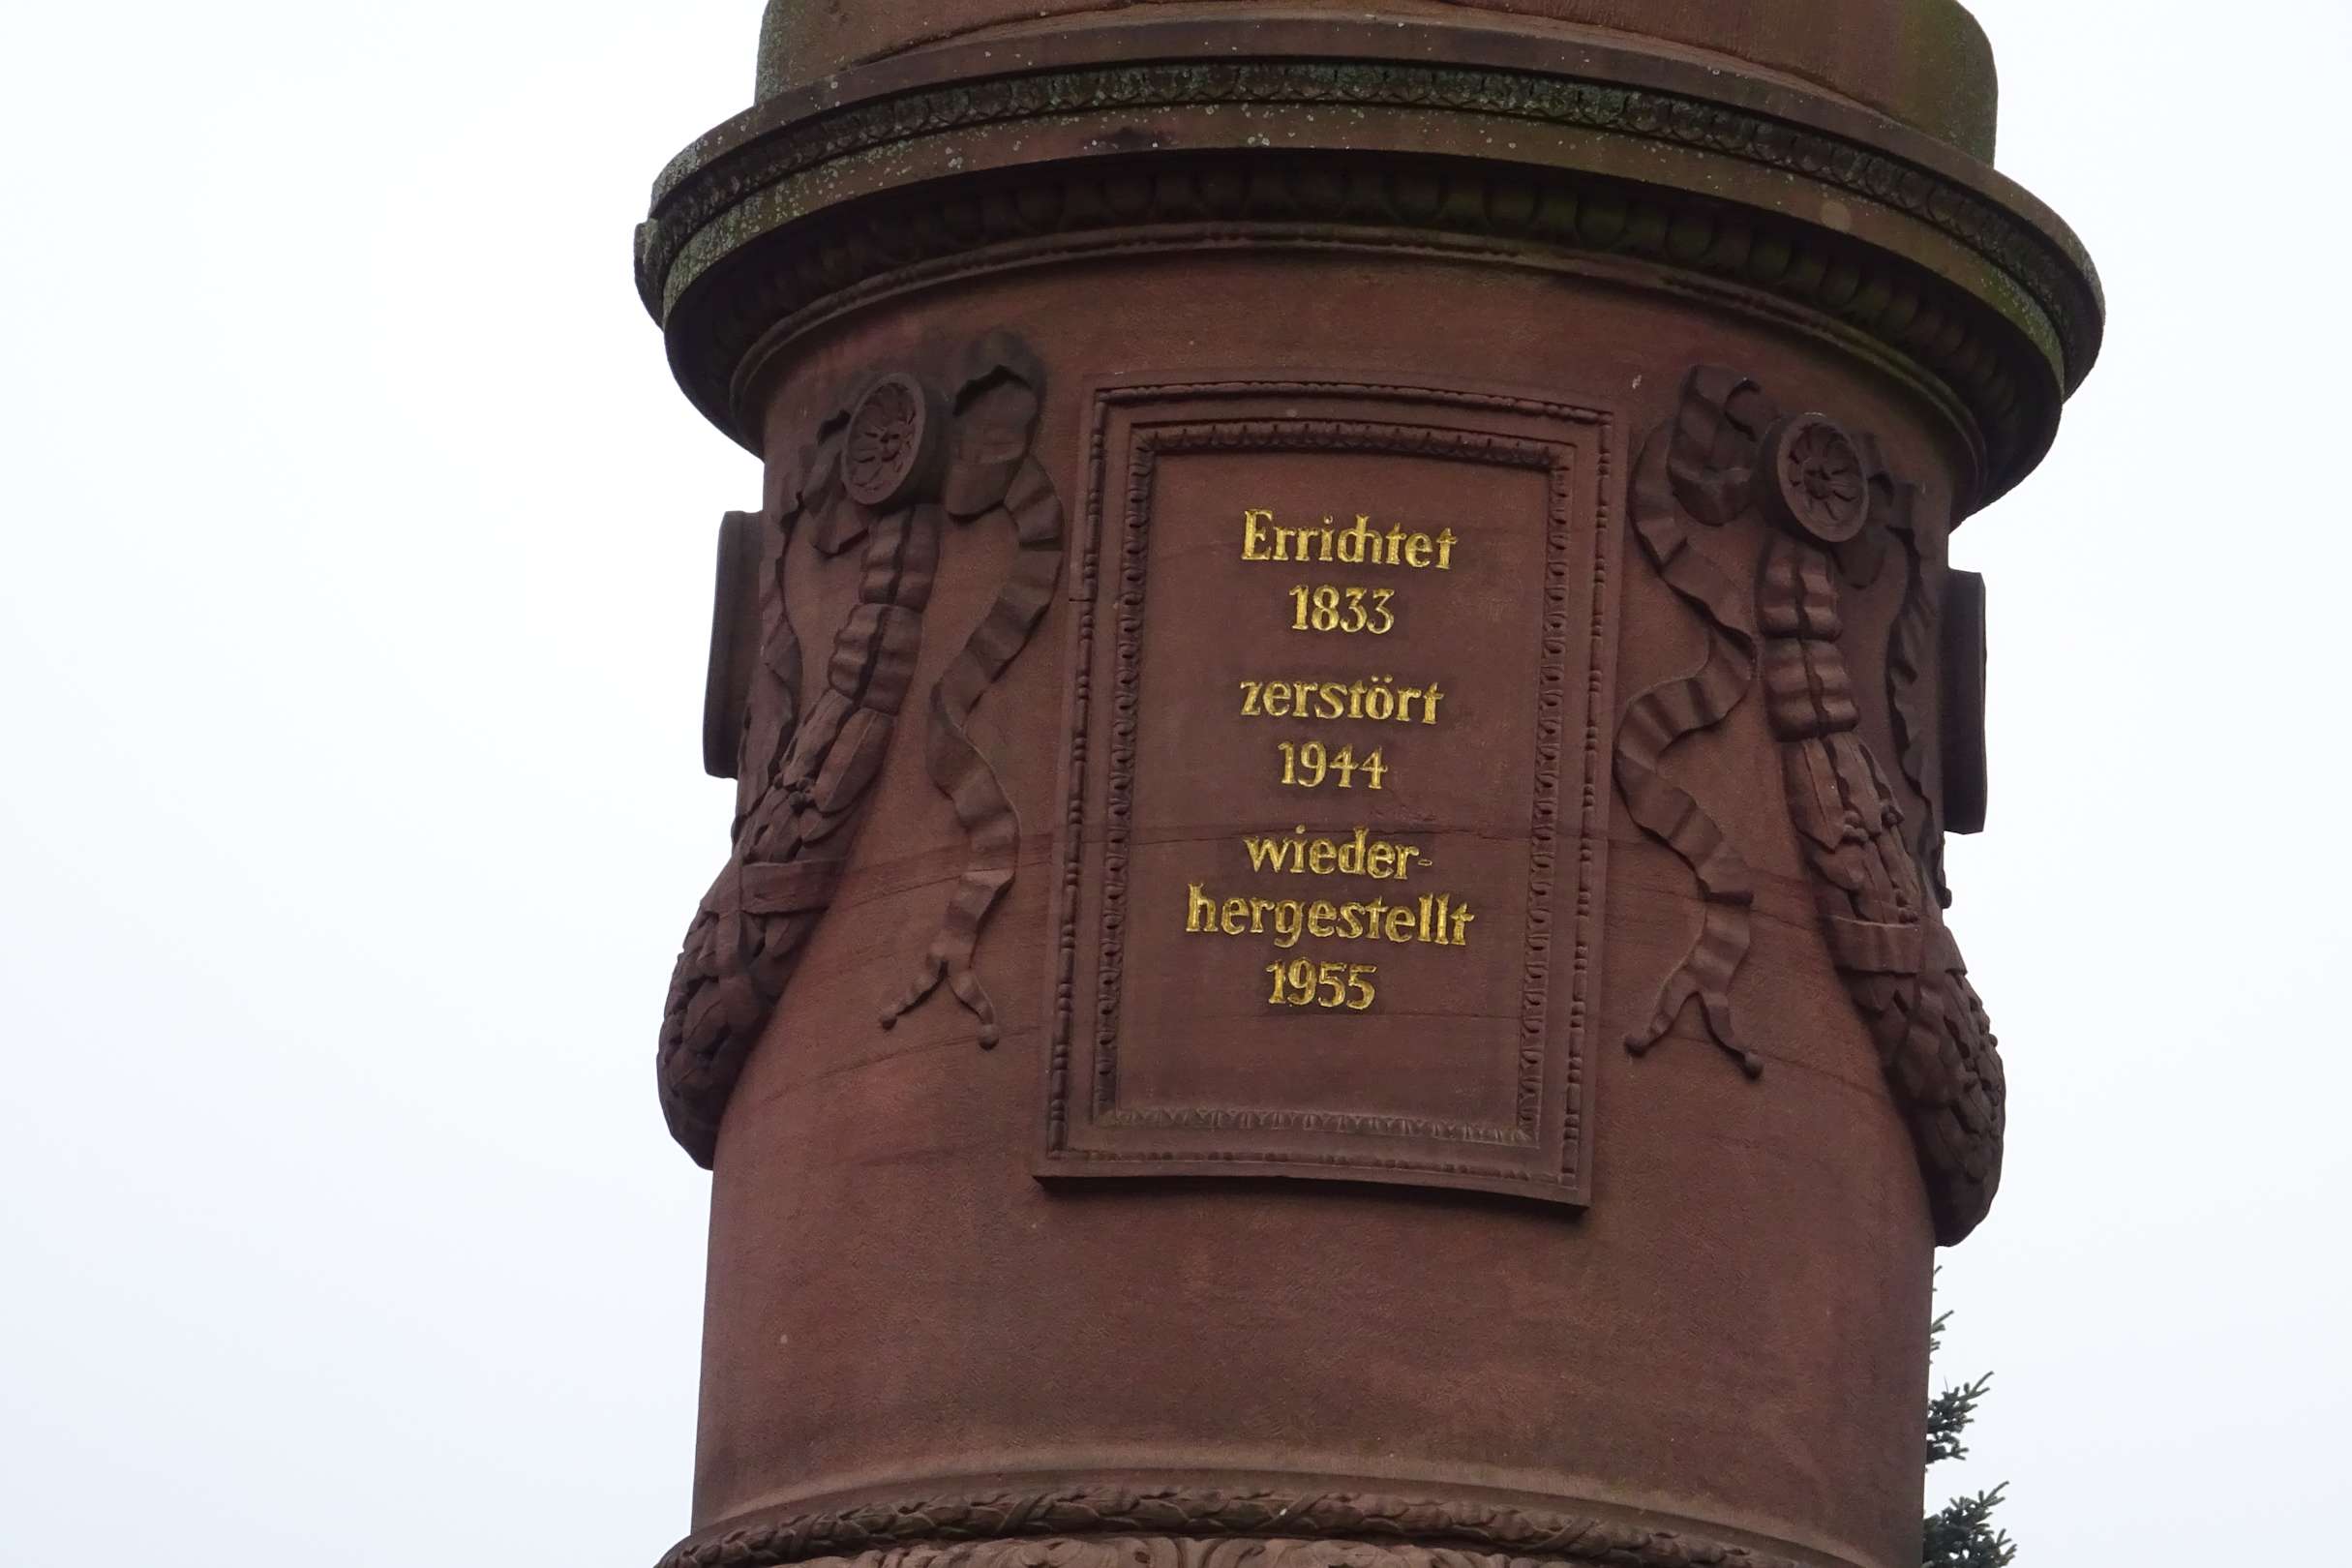 Errichtet
1833
zerstört
1944
wieder-
hergestellt
1955